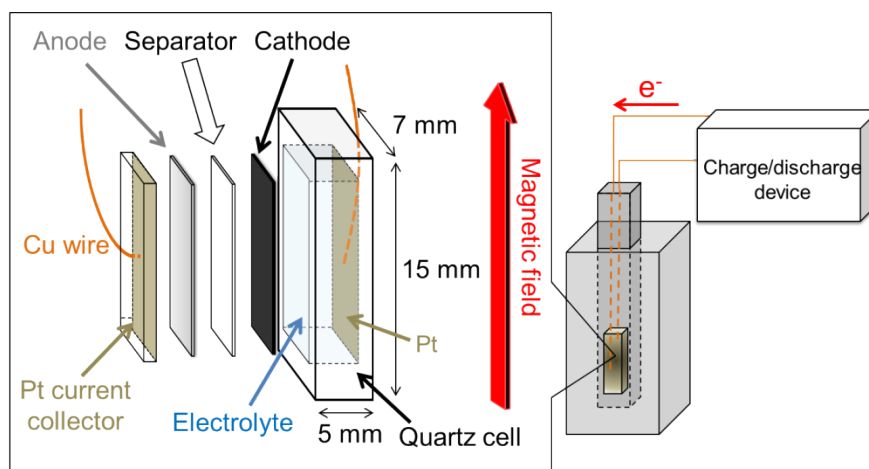 Anode
Separator
Cathode
7 mm
e-
Charge/discharge
device
Magnetic field
Cu wire
15 mm
Pt
Pt current
collector
Electrolyte
5 mm
Quartz cell